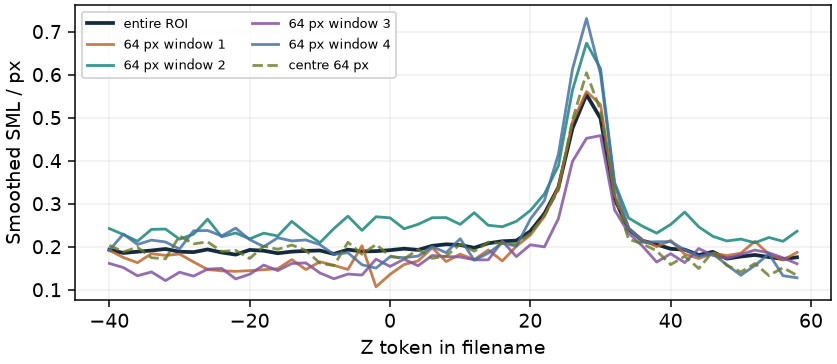 entire ROI
64 px window 1
64 px window 2
64 px window 3
64 px window 4
centre 64 px
Smoothed SML / px
0.7
0.6
0.5
0.4
0.3
0.2
0.1
−40
−20
0
20
40
60
Z token in filename